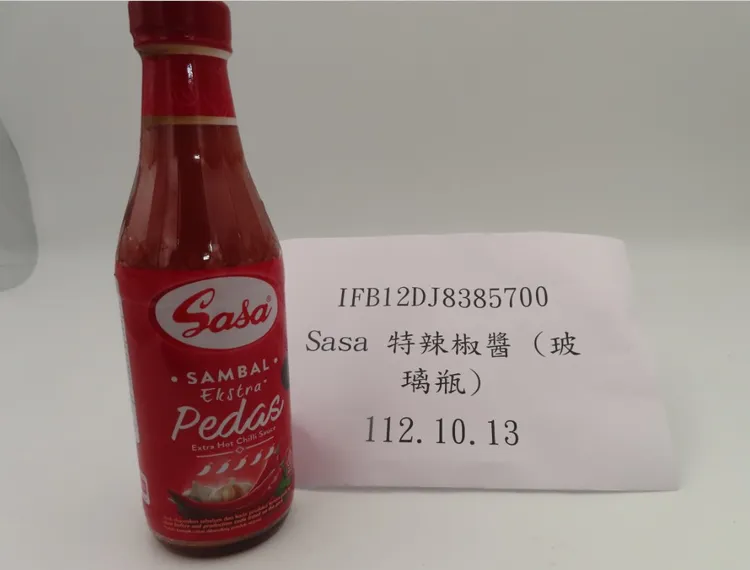 Sasa
• SAMBAL •
Ekstra
Pedas
Extra Hot Chilli Sauce
IFB12DJ8385700
Sasa 特辣椒醬（玻
璃瓶）
112.10.13